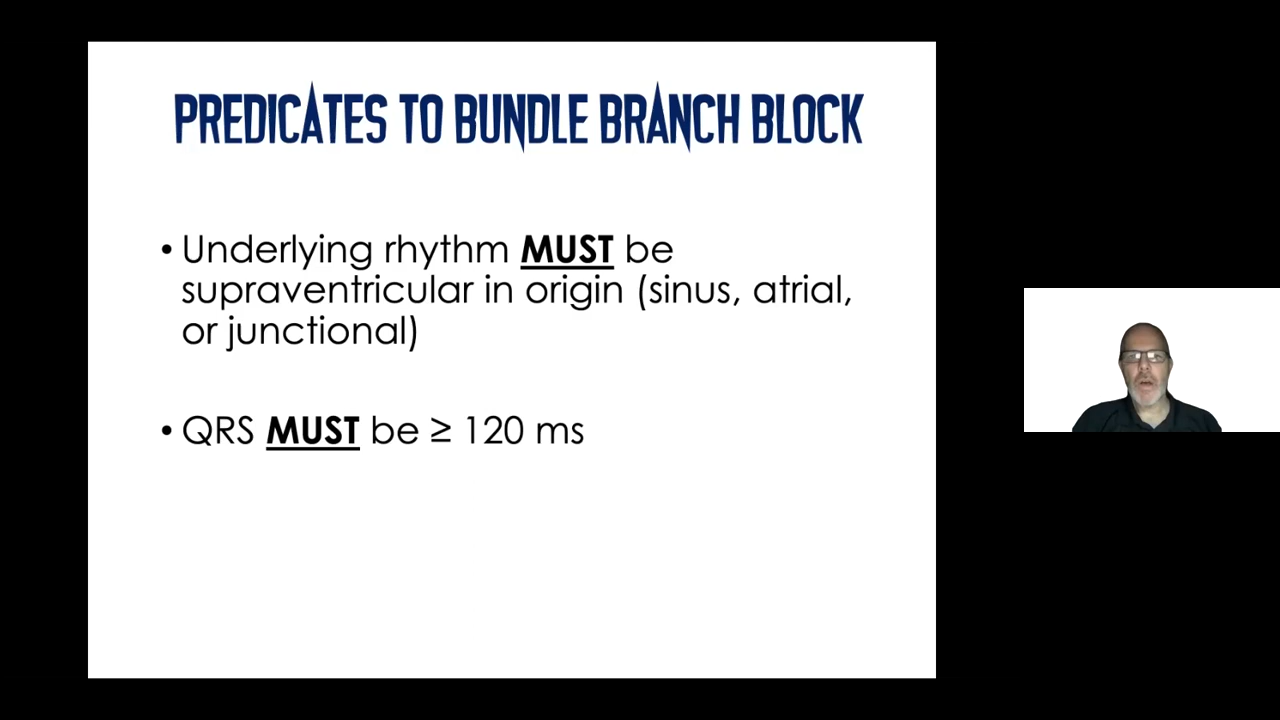 PREDICATES TO BUNDLE BRANCH BLOCK
• Underlying rhythm MUST be
supraventricular in origin (sinus, atrial,
or junctional)
• QRS MUST be ≥ 120 ms